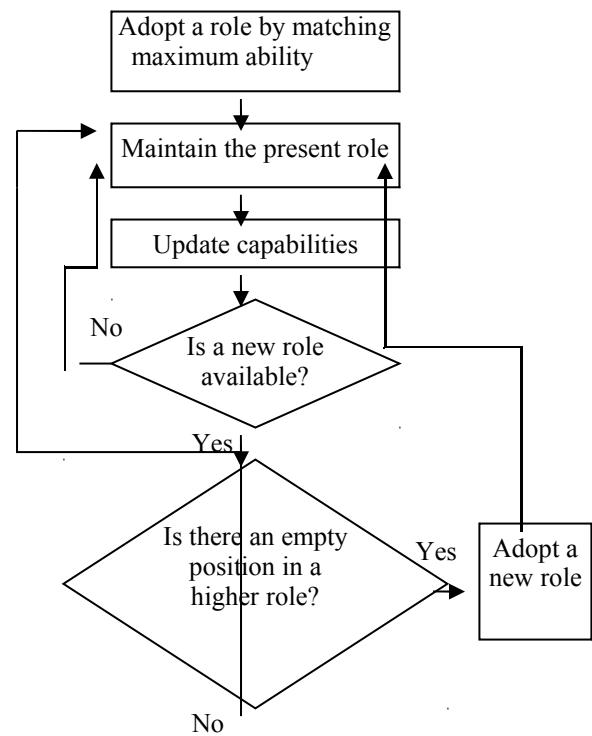 Adopt a role by matching
maximum ability
Maintain the present role
Update capabilities
No
Is a new role
available?
Yes
Is there an empty
position in a
higher role?
Yes
Adopt a
new role
No